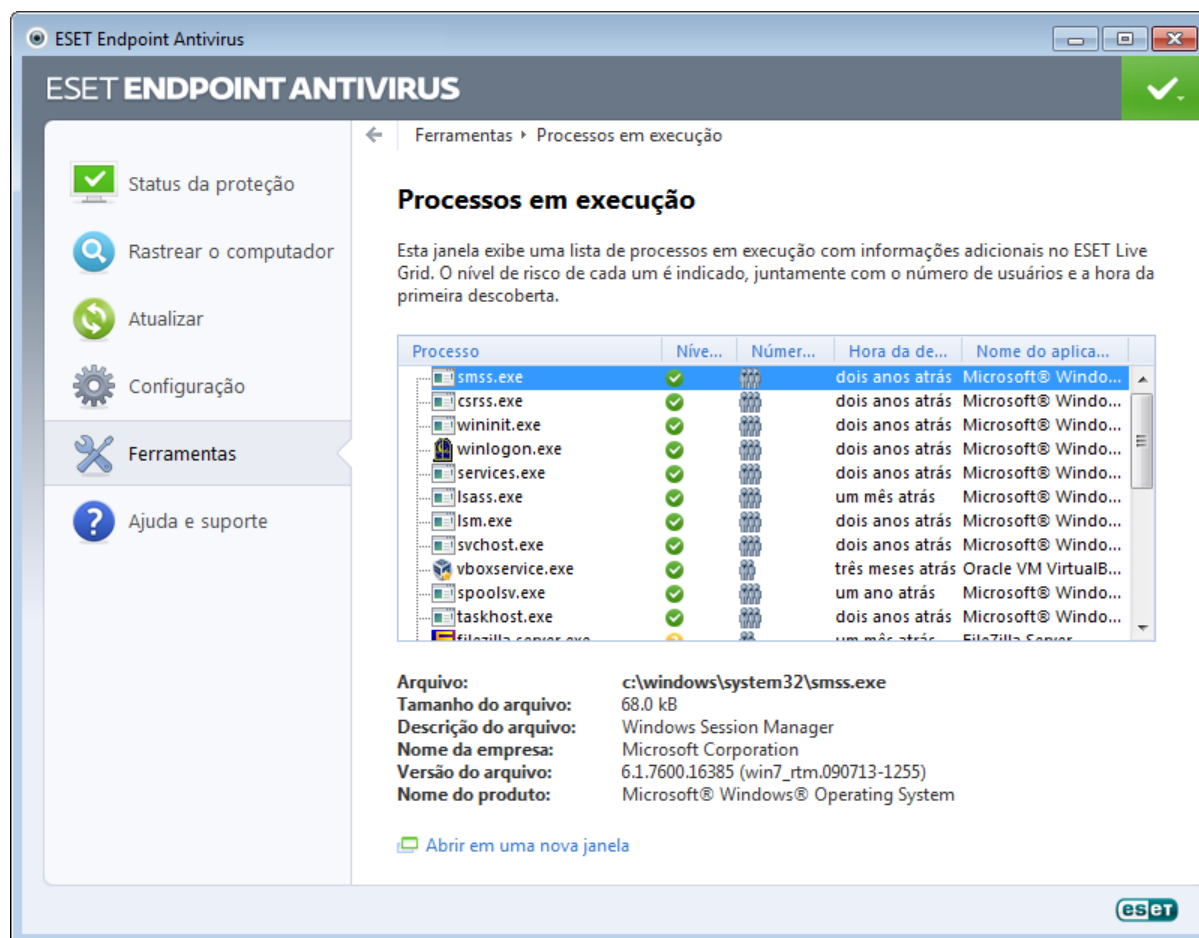 ESET Endpoint Antivirus
ESET ENDPOINT ANTIVIRUS
Ferramentas Processos em execução
Status da proteção
Rastrear o computador
Atualizar
Configuração
Ferramentas
Ajuda e suporte
Processos em execução
Esta janela exibe uma lista de processos em execução com informações adicionais no ESET Live
Grid. O nível de risco de cada um é indicado, juntamente com o número de usuários e a hora da
primeira descoberta.
Processo Níve... Númer... Hora da de... Nome do aplica...
smss.exe dois anos atrás Microsoft® Windo...
csrss.exe dois anos atrás Microsoft® Windo...
wininit.exe dois anos atrás Microsoft® Windo...
winlogon.exe dois anos atrás Microsoft® Windo...
services.exe dois anos atrás Microsoft® Windo...
lsass.exe um mês atrás Microsoft® Windo...
lsm.exe dois anos atrás Microsoft® Windo...
svchost.exe dois anos atrás Microsoft® Windo...
vboxservice.exe três meses atrás Oracle VM VirtualB...
spoolsv.exe um ano atrás Microsoft® Windo...
taskhost.exe dois anos atrás Microsoft® Windo...
filezilla server.exe um mês atrás FileZilla Server
Arquivo: c:\windows\system32\smss.exe
Tamanho do arquivo: 68.0 kB
Descrição do arquivo: Windows Session Manager
Nome da empresa: Microsoft Corporation
Versão do arquivo: 6.1.7600.16385 (win7_rtm.090713-1255)
Nome do produto: Microsoft® Windows® Operating System
Abrir em uma nova janela
eseT